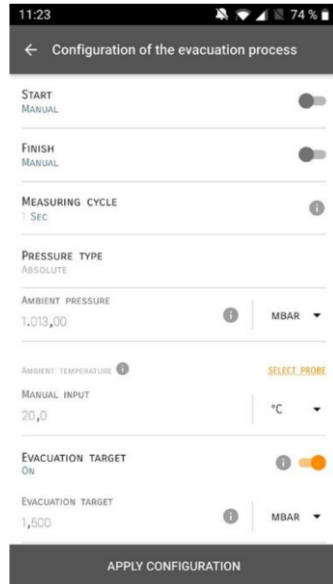 11:23 74 %
← Configuration of the evacuation process
START
MANUAL
FINISH
MANUAL
MEASURING CYCLE
1 SEC
PRESSURE TYPE
ABSOLUTE
AMBIENT PRESSURE
1.013,00 MBAR
AMBIENT TEMPERATURE SELECT PROBE
MANUAL INPUT
20,0 °C
EVACUATION TARGET
ON
EVACUATION TARGET
1,500 MBAR
APPLY CONFIGURATION